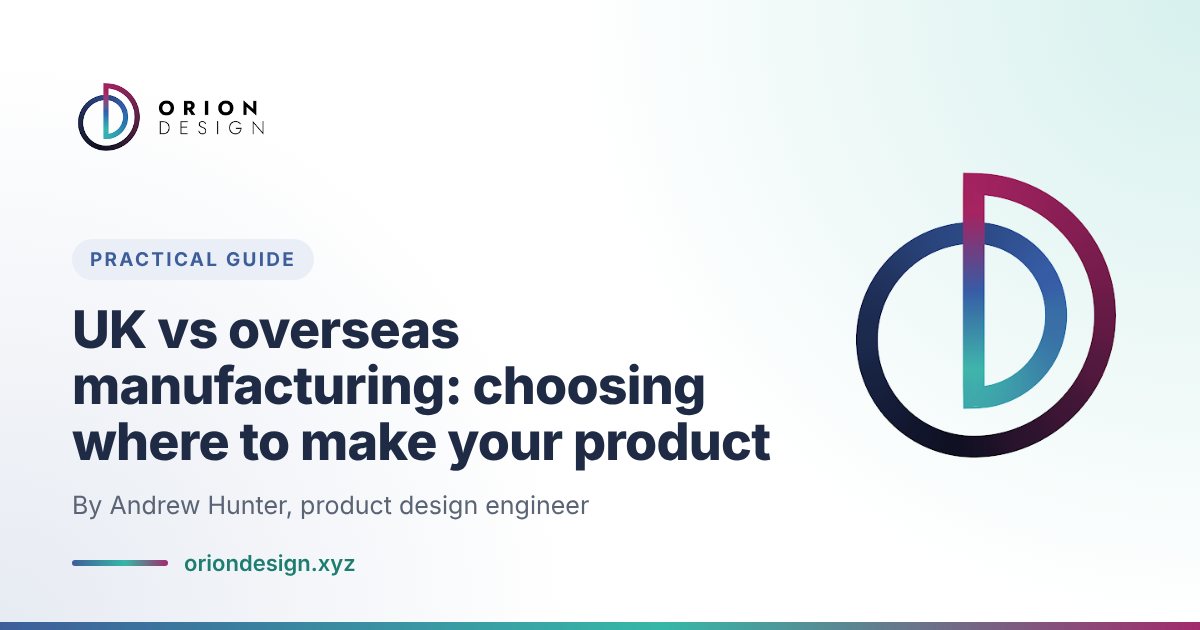 ORION
DESIGN
PRACTICAL GUIDE
UK vs overseas
manufacturing: choosing
where to make your product
By Andrew Hunter, product design engineer
oriondesign.xyz